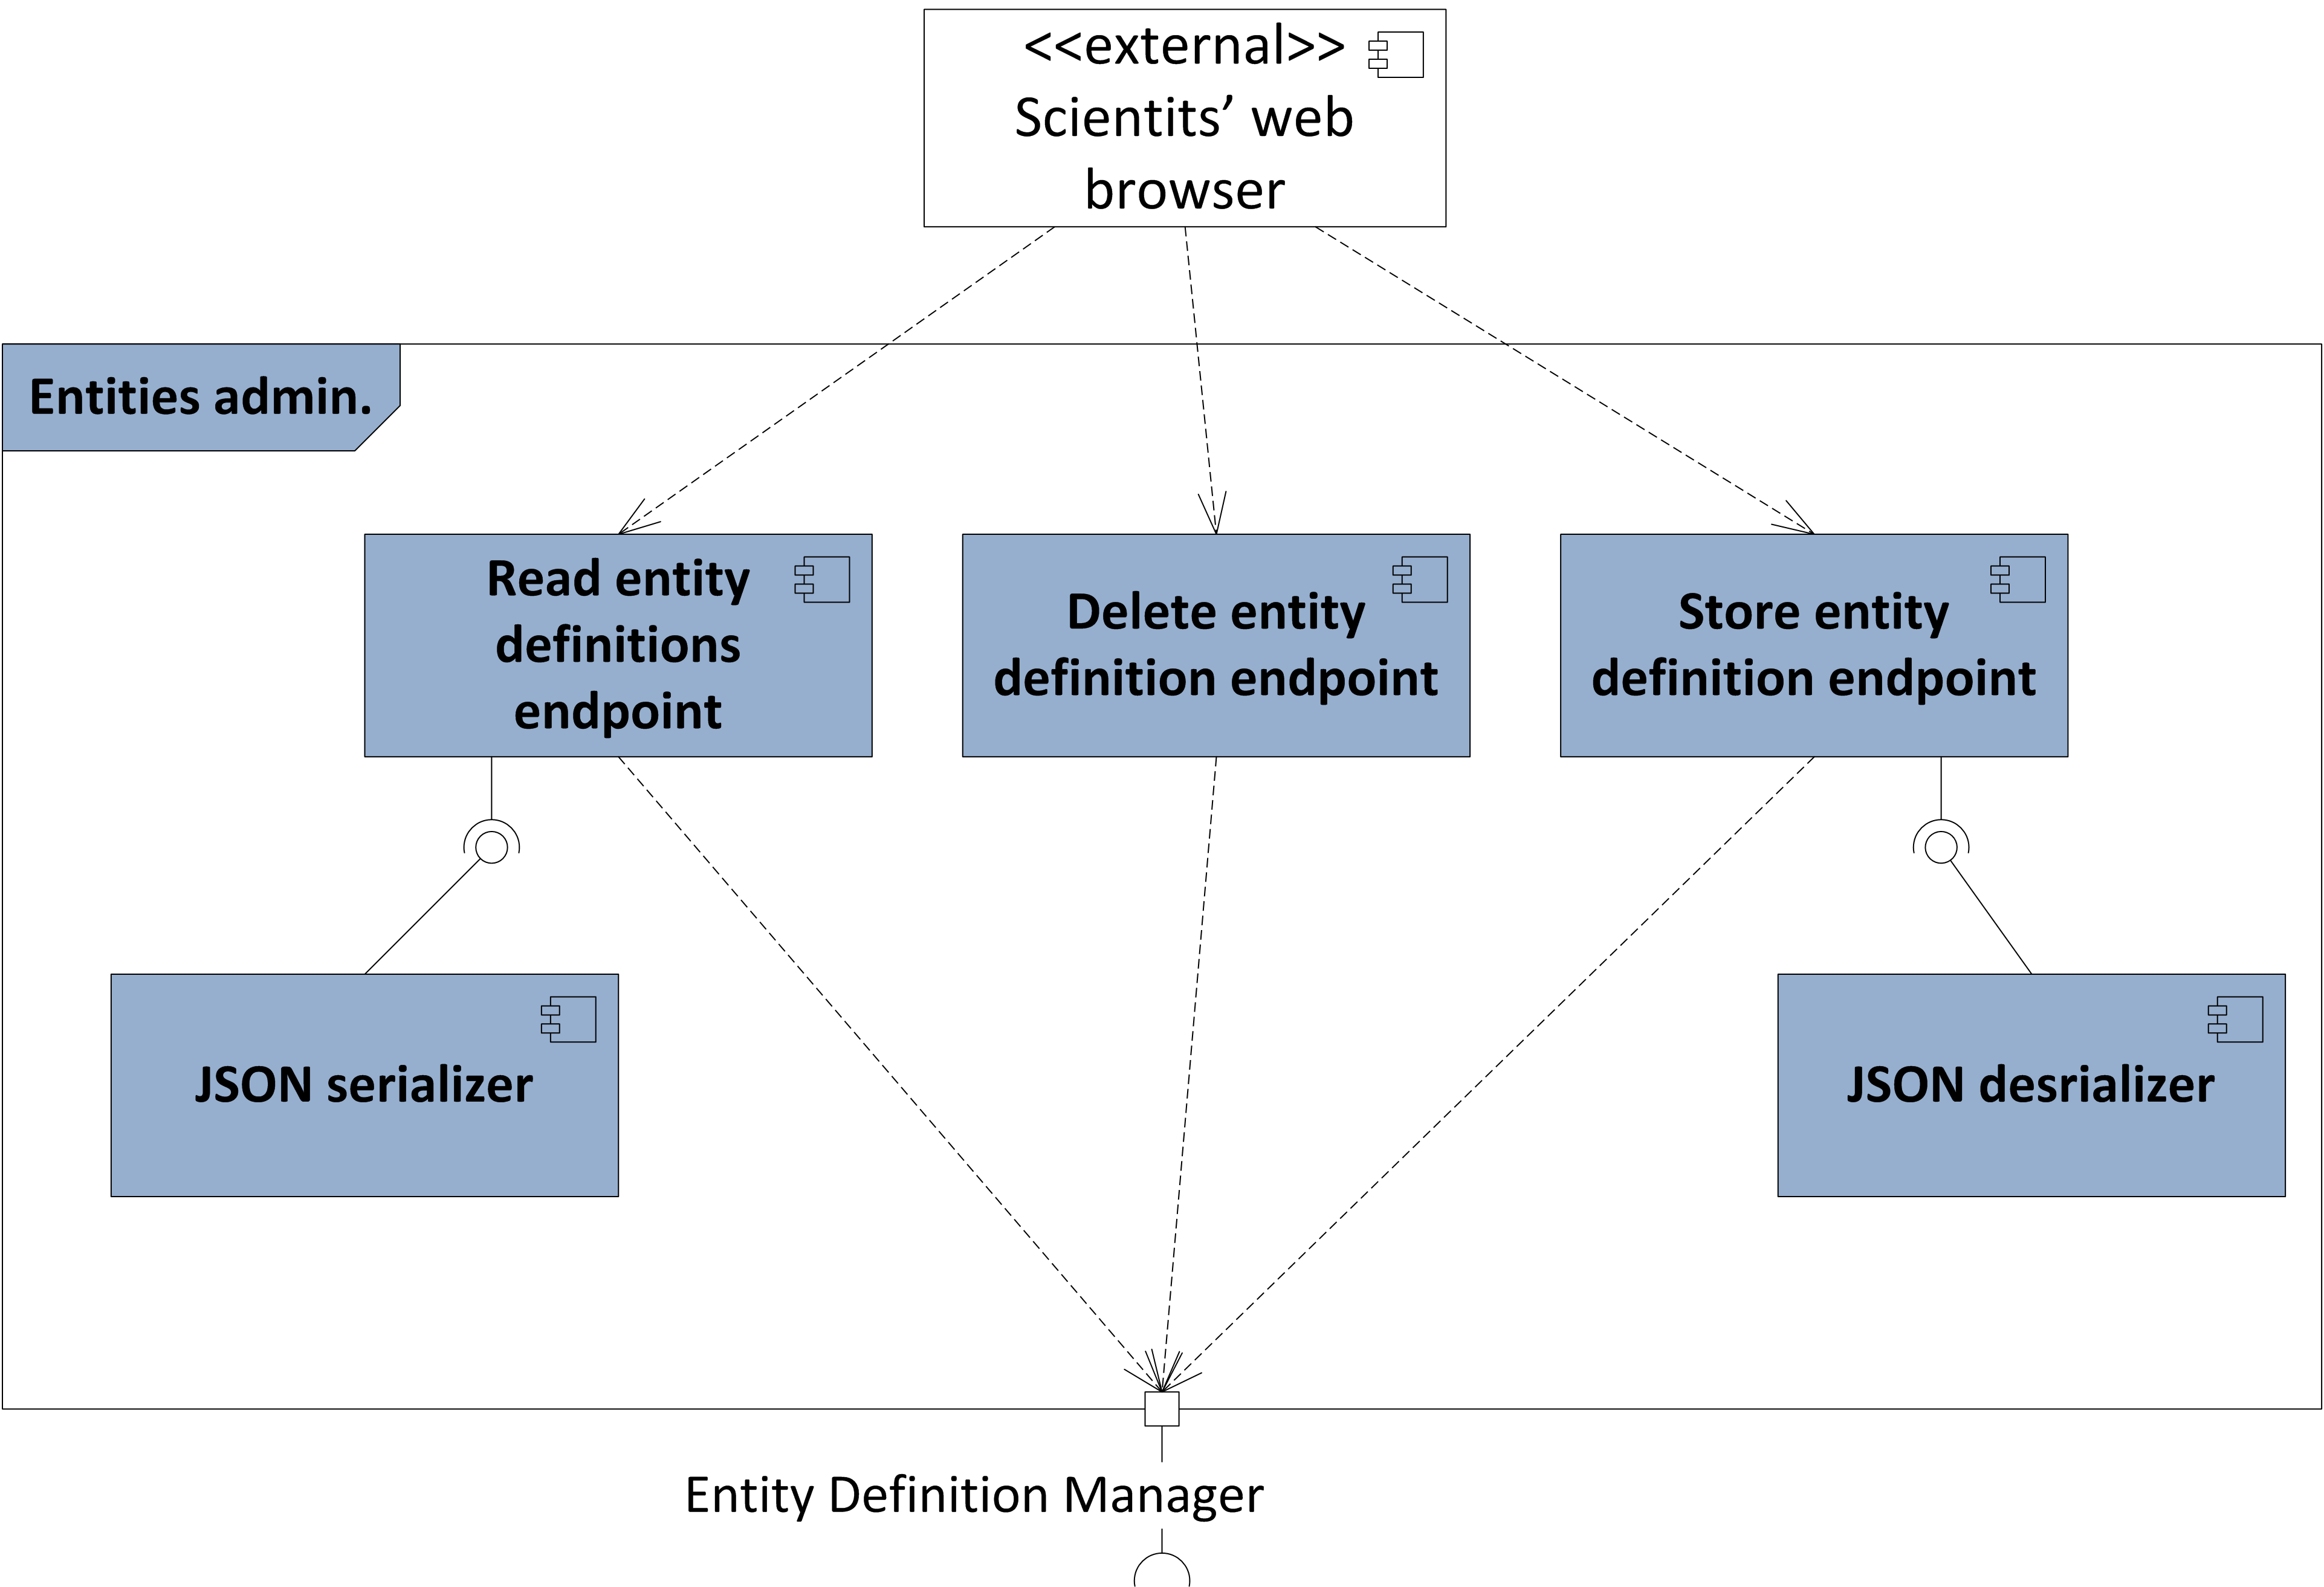 <<external>>
Scientits’ web
browser
Entities admin.
Read entity
definitions
endpoint
Delete entity
definition endpoint
Store entity
definition endpoint
JSON serializer
JSON desrializer
Entity Definition Manager